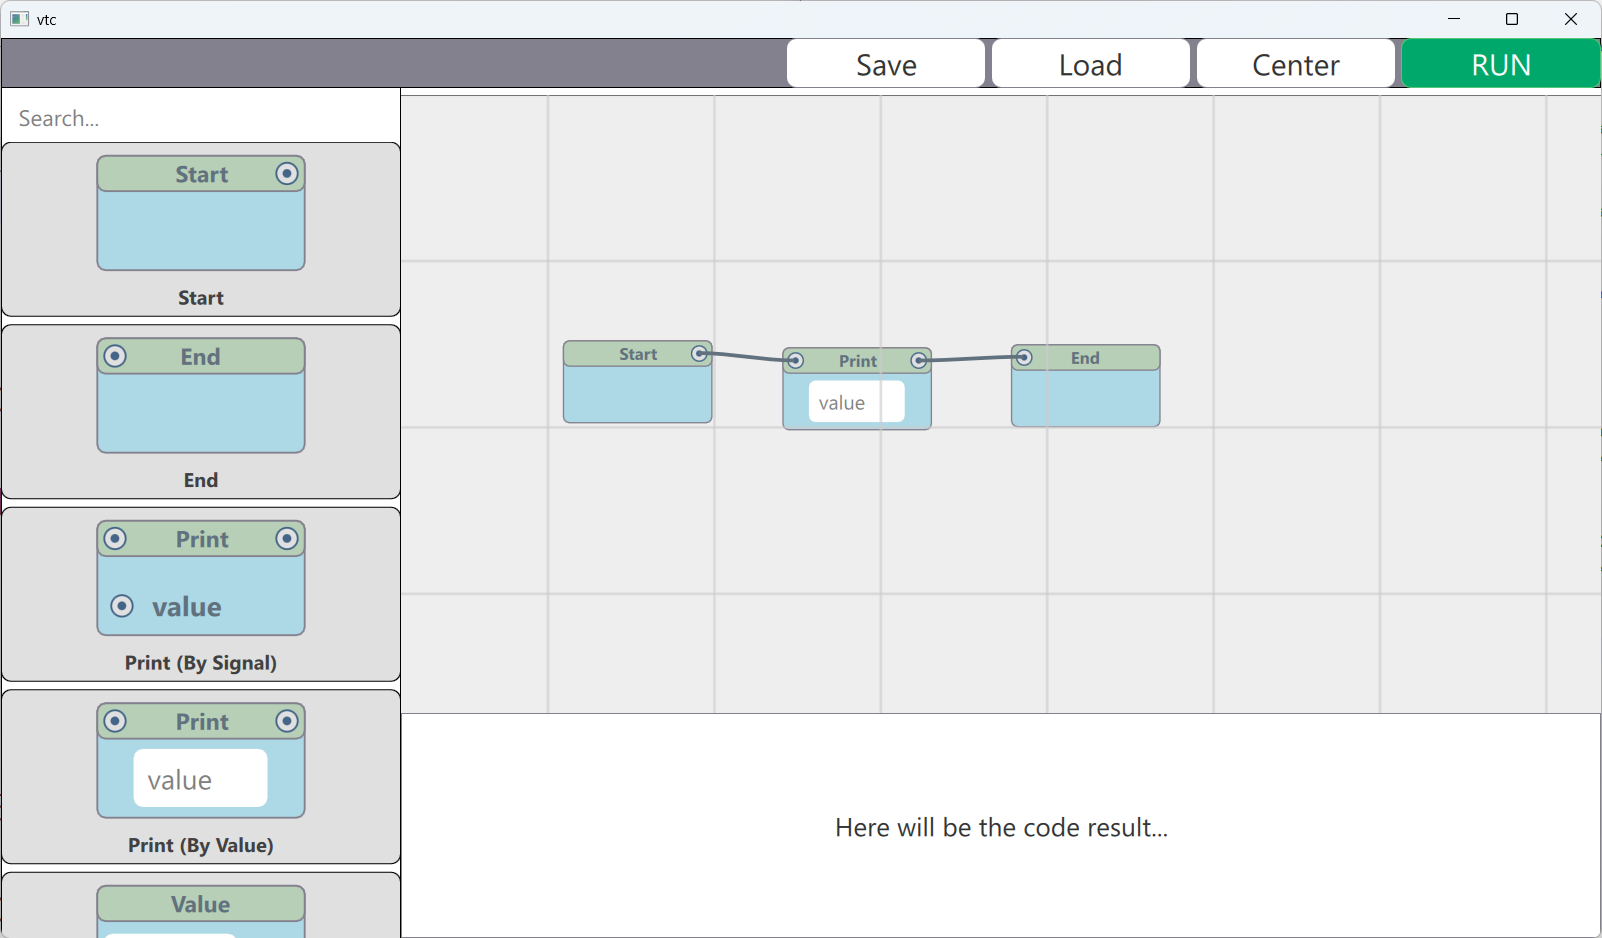 vtc
Save
Load
Center
RUN
Search...
Start
Start
End
End
Print
value
Print (By Signal)
Print
value
Print (By Value)
Value
Start
Print
value
End
Here will be the code result...